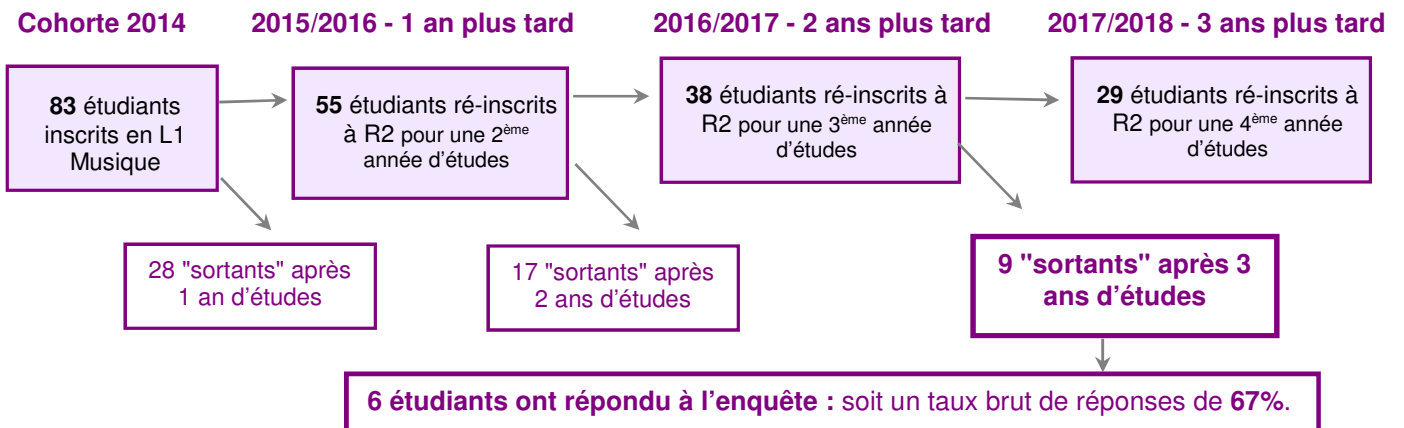 Cohorte 2014
2015/2016 - 1 an plus tard
2016/2017 - 2 ans plus tard
2017/2018 - 3 ans plus tard
83 étudiants
inscrits en L1
Musique
55 étudiants ré-inscrits
à R2 pour une 2ème
année d'études
38 étudiants ré-inscrits à
R2 pour une 3ème année
d'études
29 étudiants ré-inscrits à
R2 pour une 4ème année
d'études
28 "sortants" après
1 an d'études
17 "sortants" après
2 ans d'études
9 "sortants" après 3
ans d'études
6 étudiants ont répondu à l'enquête : soit un taux brut de réponses de 67%.